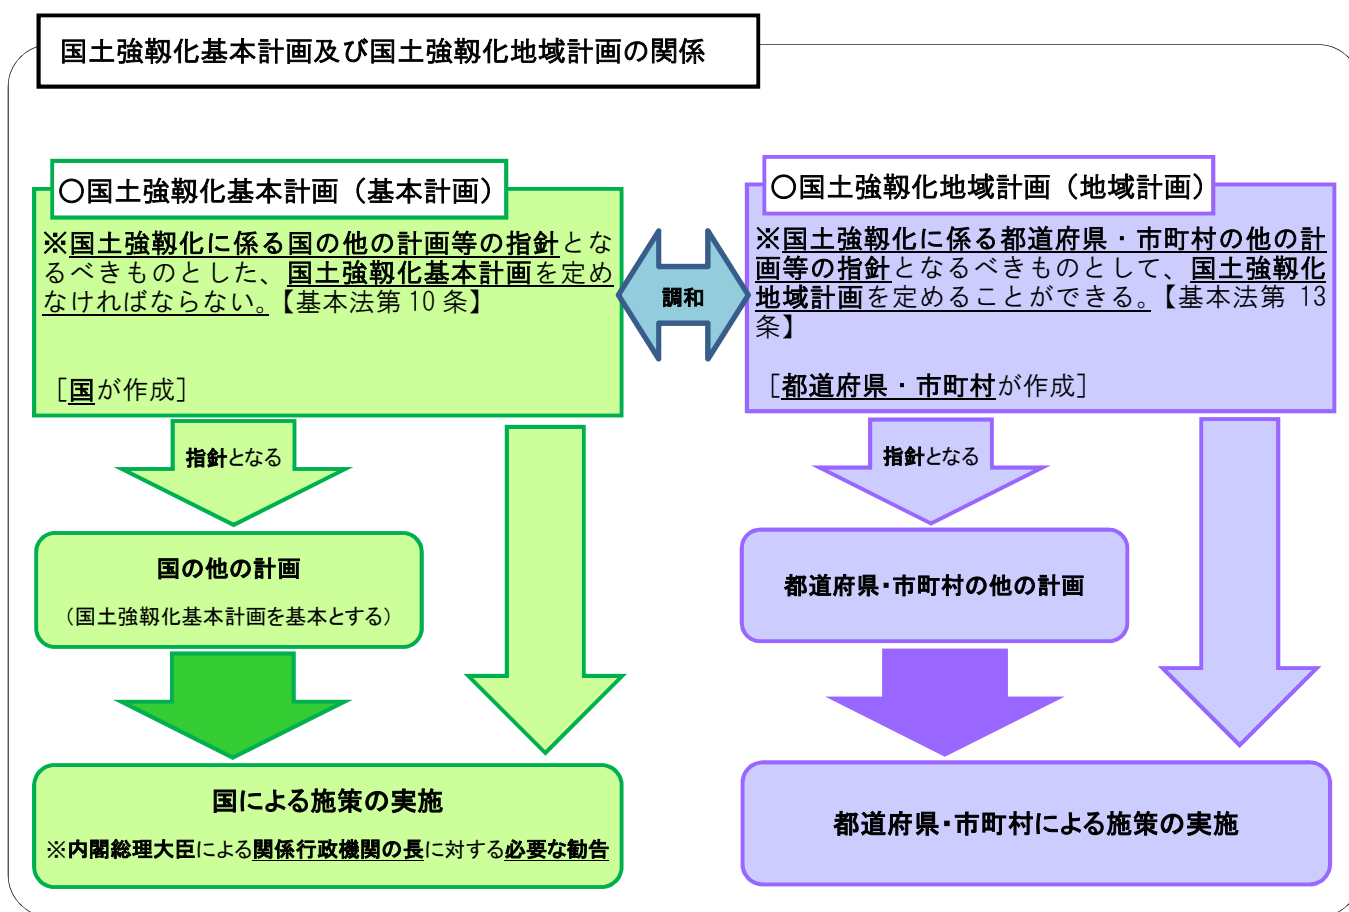 国土強靱化基本計画及び国土強靱化地域計画の関係
〇国土強靱化基本計画（基本計画）
※国土強靱化に係る国の他の計画等の指針とな
るべきものとした、国土強靱化基本計画を定め
なければならない。【基本法第 10 条】
［国が作成］
調和
〇国土強靱化地域計画（地域計画）
※国土強靱化に係る都道府県・市町村の他の計
画等の指針となるべきものとして、国土強靱化
地域計画を定めることができる。【基本法第 13
条】
［都道府県・市町村が作成］
指針となる
国の他の計画
（国土強靱化基本計画を基本とする）
国による施策の実施
※内閣総理大臣による関係行政機関の長に対する必要な勧告
指針となる
都道府県・市町村の他の計画
都道府県・市町村による施策の実施